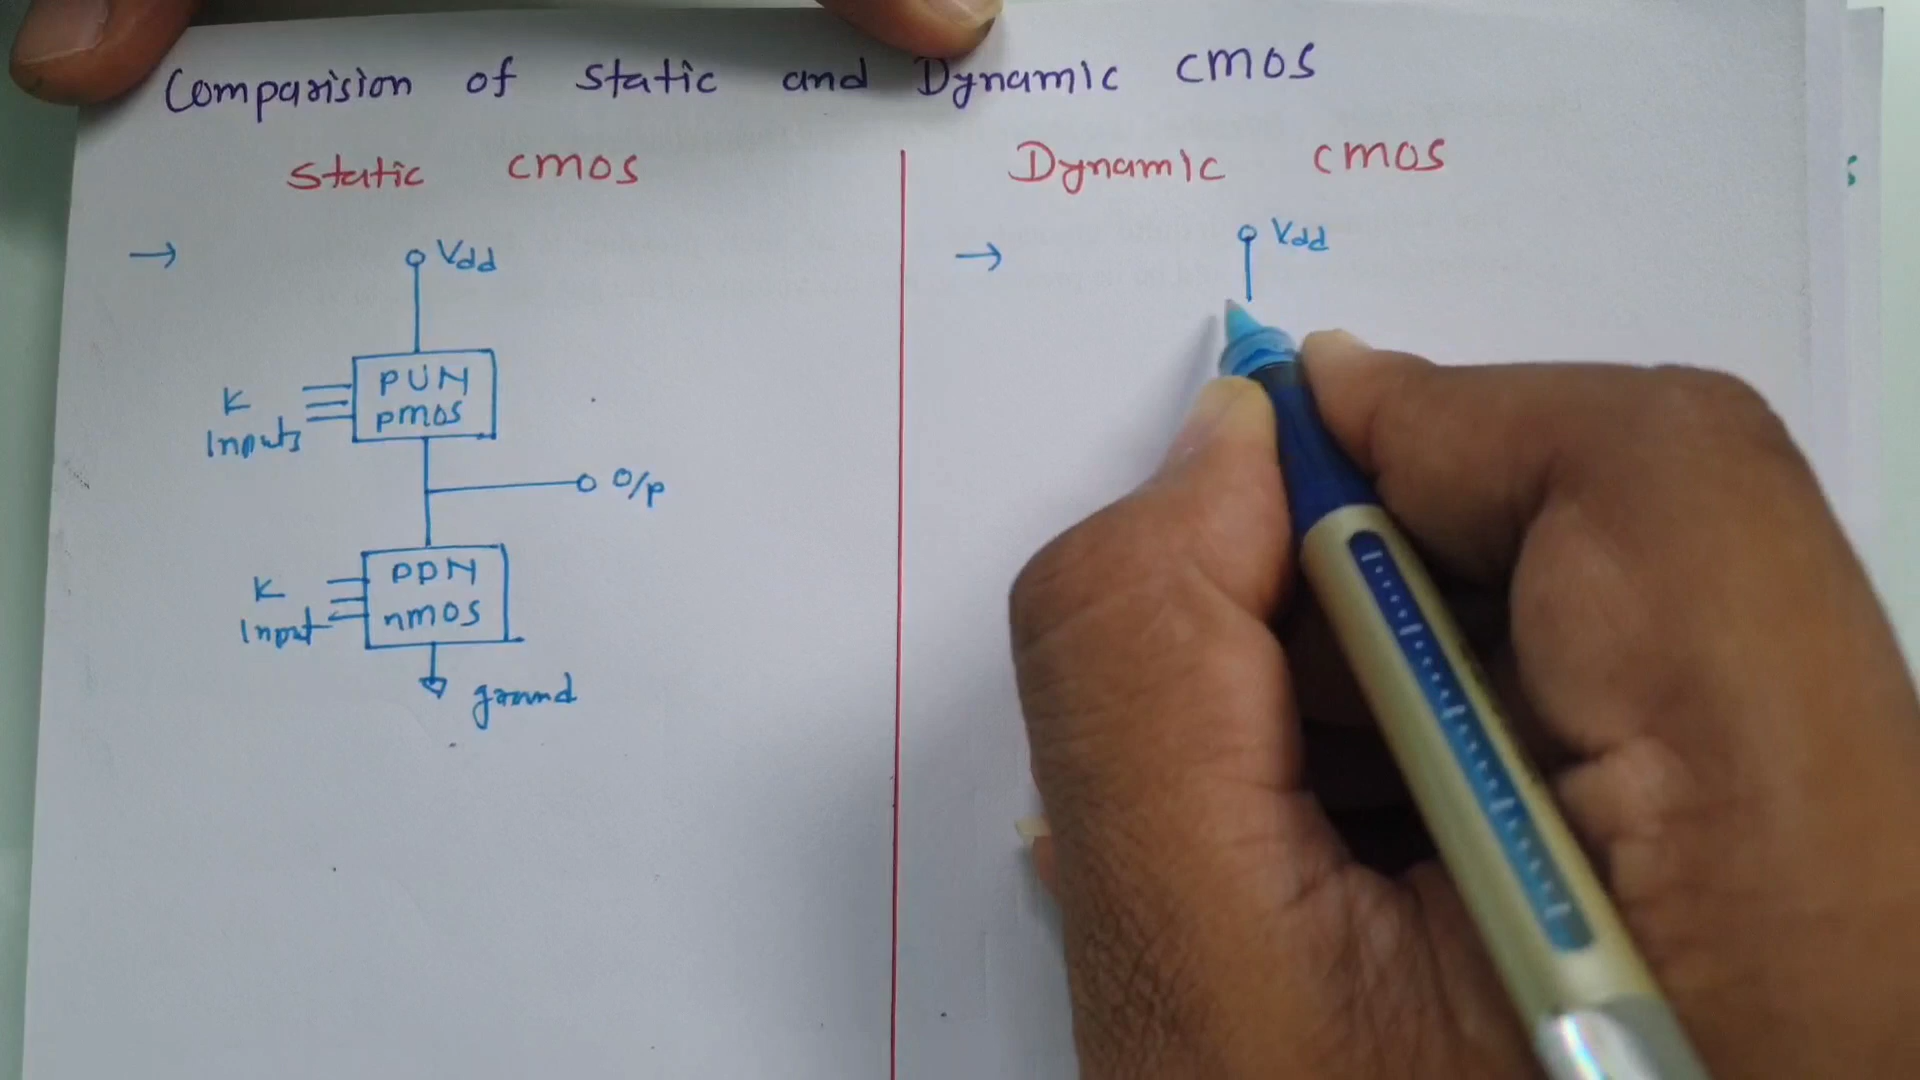 Comparision of Static and Dynamic CMOS
Static CMOS
→ Vdd
PUN
pmos
K
Inputs
O/p
PDN
nmos
K
Input
ground
Dynamic CMOS
→ Vdd